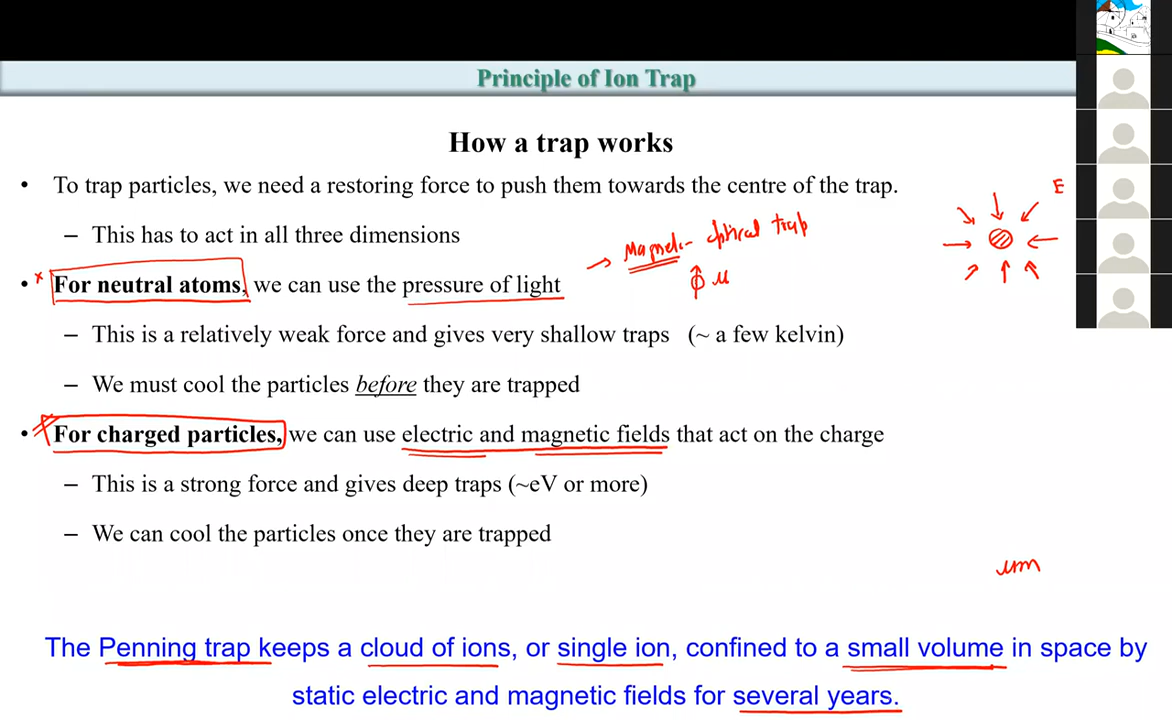 Principle of Ion Trap
How a trap works
• To trap particles, we need a restoring force to push them towards the centre of the trap.
E
– This has to act in all three dimensions
→ Magneto- optical trap
• * For neutral atoms, we can use the pressure of light
μ
– This is a relatively weak force and gives very shallow traps (~ a few kelvin)
– We must cool the particles before they are trapped
• * For charged particles, we can use electric and magnetic fields that act on the charge
– This is a strong force and gives deep traps (~eV or more)
– We can cool the particles once they are trapped
μm
The Penning trap keeps a cloud of ions, or single ion, confined to a small volume in space by
static electric and magnetic fields for several years.